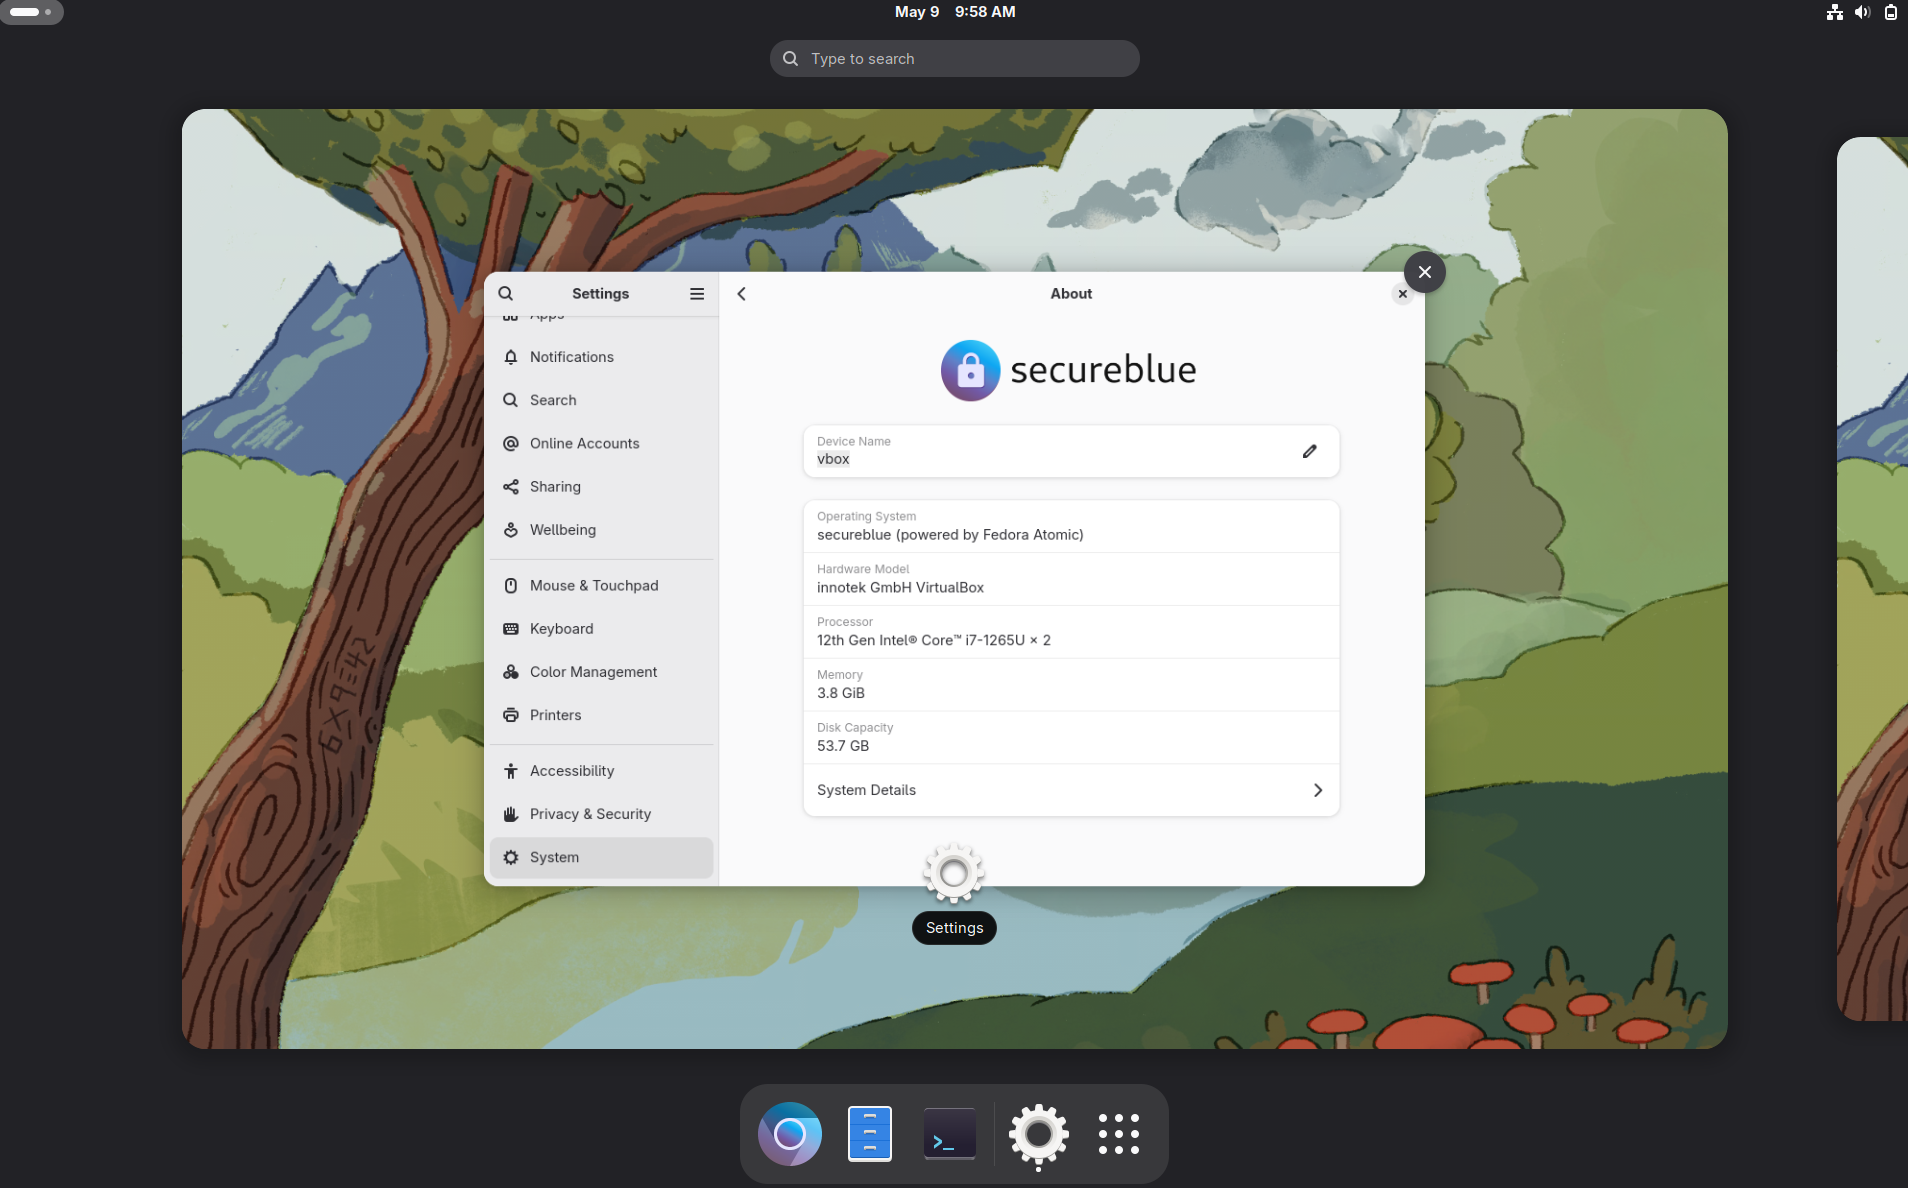 May 9 9:58 AM
Type to search
Settings
About
Apps
Notifications
Search
Online Accounts
Sharing
Wellbeing
Mouse & Touchpad
Keyboard
Color Management
Printers
Accessibility
Privacy & Security
System
secureblue
Device Name
vbox
Operating System
secureblue (powered by Fedora Atomic)
Hardware Model
innotek GmbH VirtualBox
Processor
12th Gen Intel® Core™ i7-1265U × 2
Memory
3.8 GiB
Disk Capacity
53.7 GB
System Details
Settings
6×9=42
>_